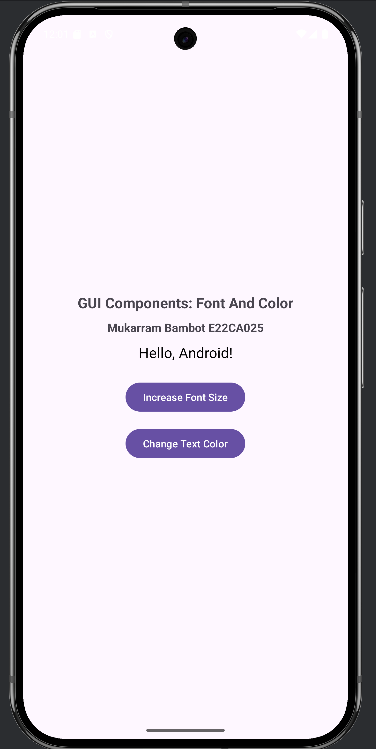 GUI Components: Font And Color
Mukarram Bambot E22CA025
Hello, Android!
Increase Font Size
Change Text Color